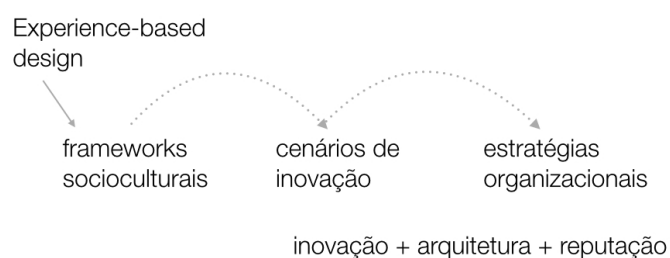 Experience-based
design
frameworks
socioculturais
cenários de
inovação
estratégias
organizacionais
inovação + arquitetura + reputação